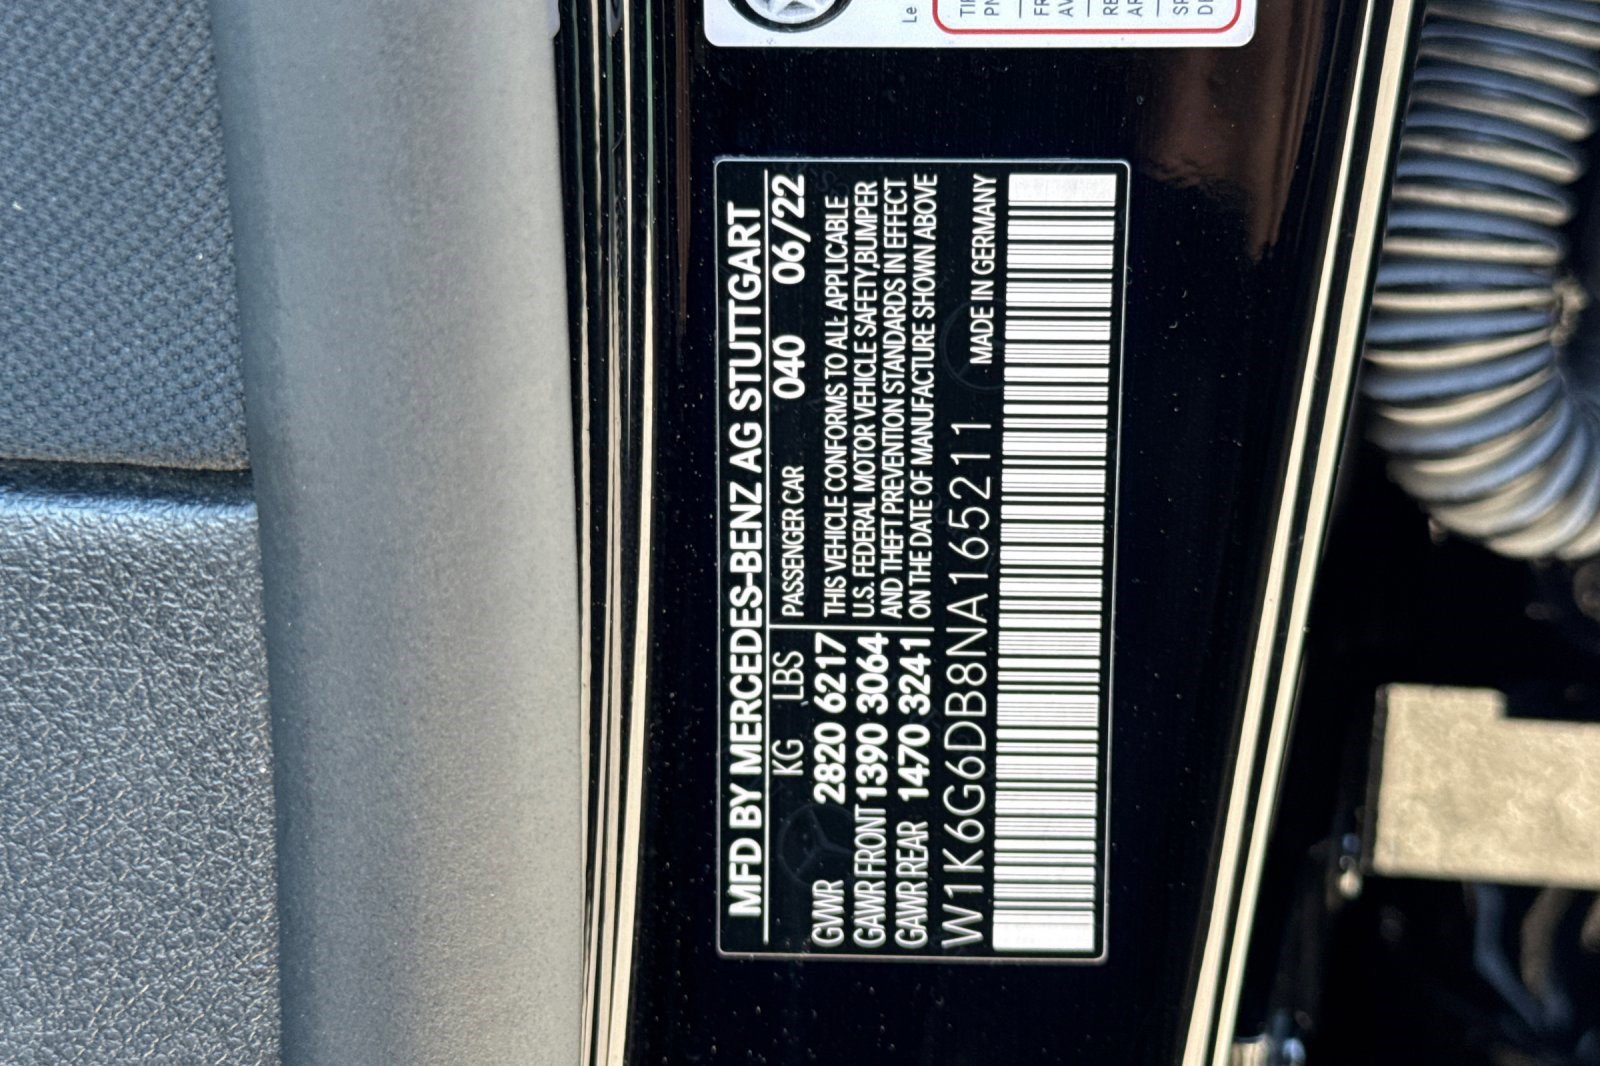 MFD BY MERCEDES-BENZ AG STUTTGART
KG LBS PASSENGER CAR 040 06/22
GVWR 2820 6217 THIS VEHICLE CONFORMS TO ALL APPLICABLE
GAWR FRONT 1390 3064 U.S. FEDERAL MOTOR VEHICLE SAFETY,BUMPER
AND THEFT PREVENTION STANDARDS IN EFFECT
GAWR REAR 1470 3241 ON THE DATE OF MANUFACTURE SHOWN ABOVE
W1K6G6DB8NA165211 MADE IN GERMANY
Le